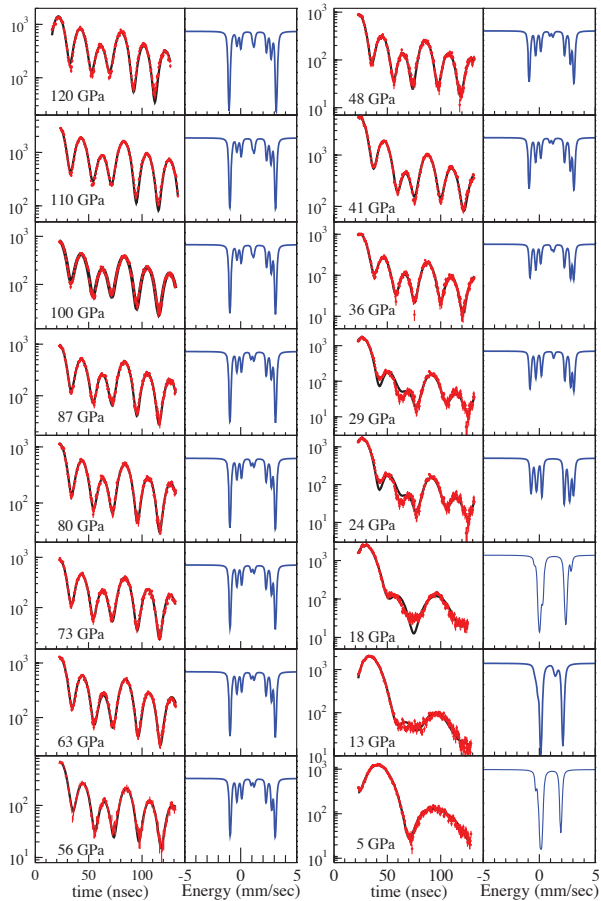 10³
10²
120 GPa
10³
10²
110 GPa
10³
10²
100 GPa
10³
10²
87 GPa
10³
10²
80 GPa
10³
10²
73 GPa
10³
10²
63 GPa
10²
10¹
56 GPa
0 50 100 150
time (nsec)
-5 0 5
Energy (mm/sec)
10³
10²
10¹
48 GPa
10³
10²
41 GPa
10³
10²
10¹
36 GPa
10³
10²
10¹
29 GPa
10³
10²
10¹
24 GPa
10³
10²
10¹
18 GPa
10³
10²
10¹
13 GPa
10³
10²
10¹
5 GPa
0 50 100
time (nsec)
-5 0 5
Energy (mm/sec)